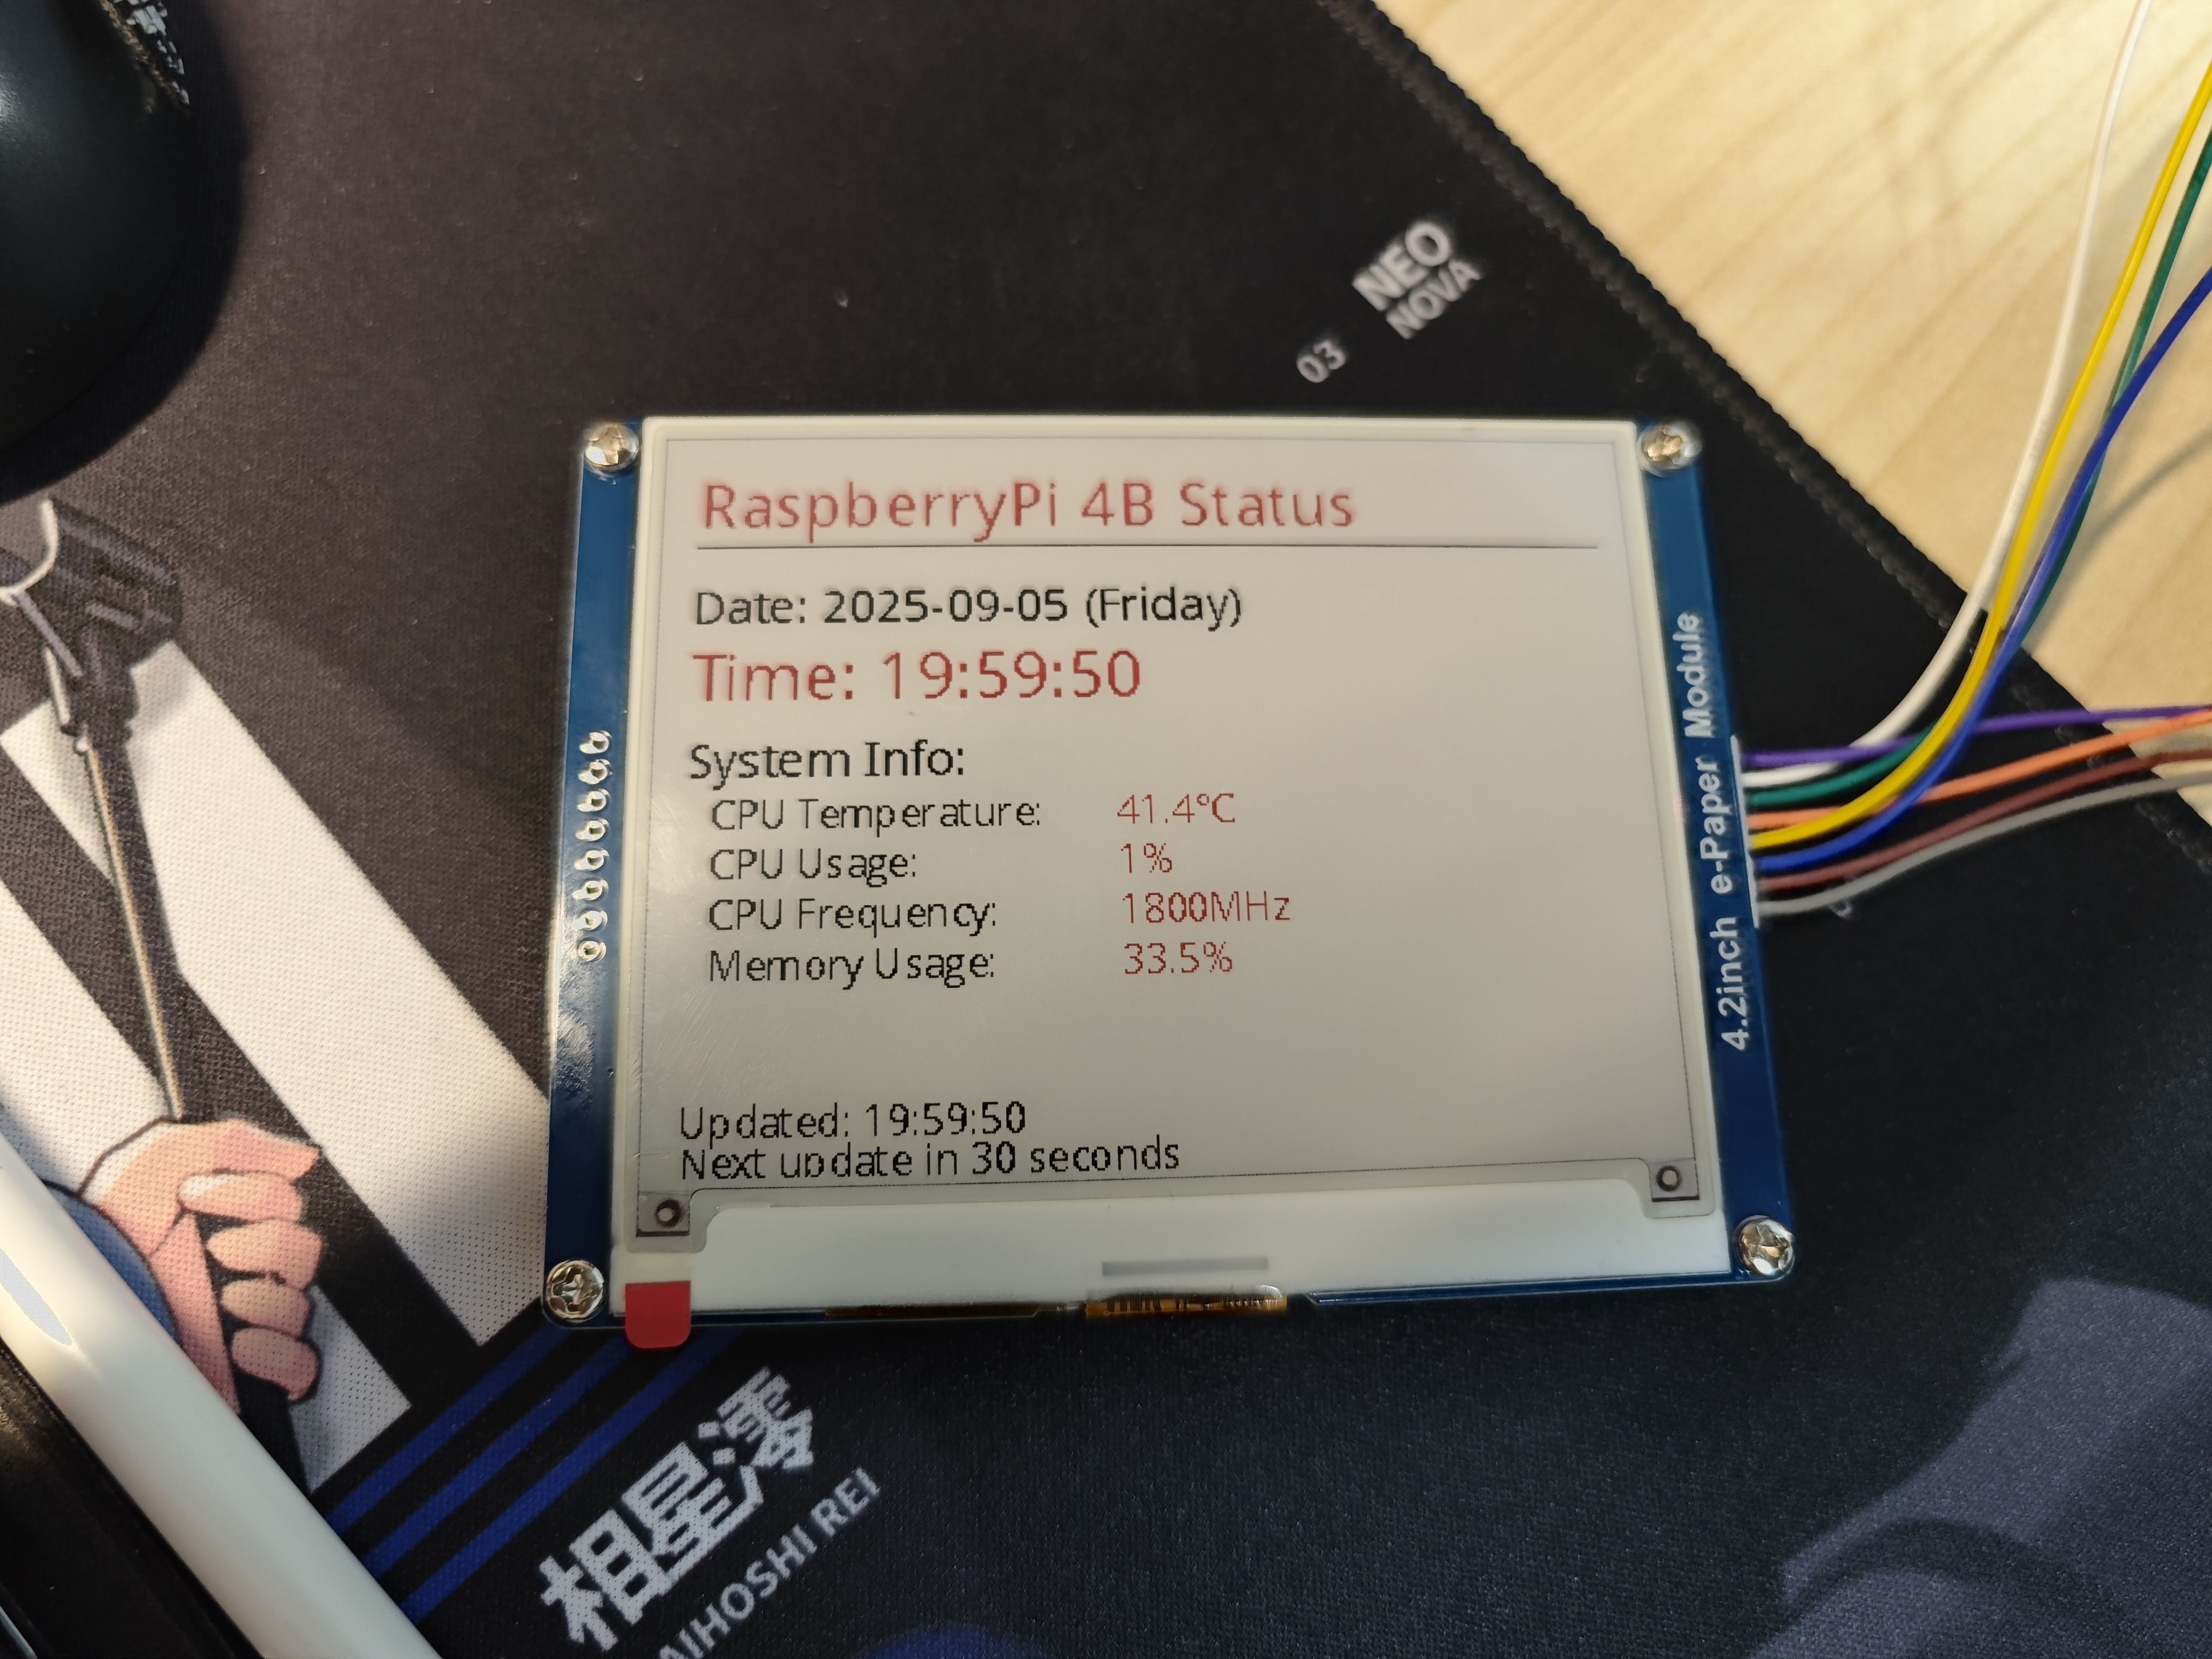 NEO
NOVA
03
RaspberryPi 4B Status
Date: 2025-09-05 (Friday)
Time: 19:59:50
System Info:
CPU Temperature: 41.4°C
CPU Usage: 1%
CPU Frequency: 1800MHz
Memory Usage: 33.5%
Updated: 19:59:50
Next update in 30 seconds
4.2inch e-Paper Module
相星澪
AIHOSHI REI